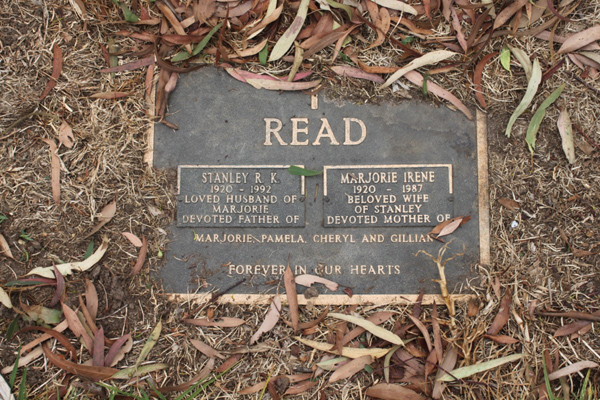 READ
STANLEY R. K.
1920 - 1992
LOVED HUSBAND OF
MARJORIE
DEVOTED FATHER OF
MARJORIE IRENE
1920 - 1987
BELOVED WIFE
OF STANLEY
DEVOTED MOTHER OF
MARJORIE, PAMELA, CHERYL AND GILLIAN
FOREVER IN OUR HEARTS